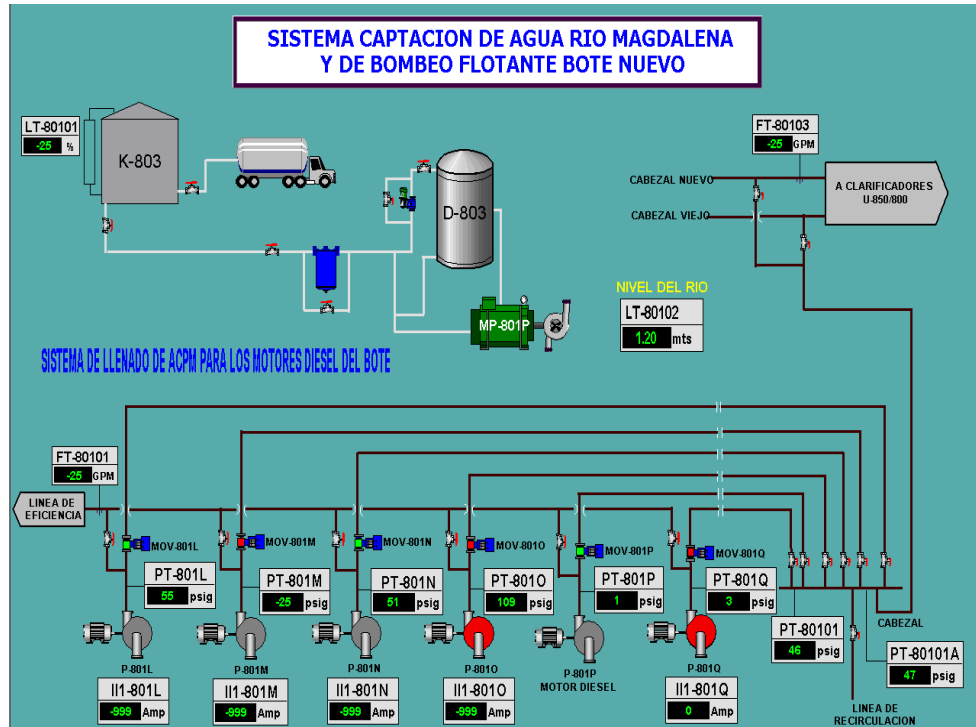 SISTEMA CAPTACION DE AGUA RIO MAGDALENA
Y DE BOMBEO FLOTANTE BOTE NUEVO
LT-80101
-25 %
K-803
D-803
MP-801P
FT-80103
-25 GPM
CABEZAL NUEVO
CABEZAL VIEJO
A CLARIFICADORES
U-850/800
NIVEL DEL RIO
LT-80102
1.20 mts
SISTEMA DE LLENADO DE ACPM PARA LOS MOTORES DIESEL DEL BOTE
FT-80101
-25 GPM
LINEA DE
EFICIENCIA
MOV-801L
MOV-801M
MOV-801N
MOV-801O
MOV-801P
MOV-801Q
PT-801L
55 psig
PT-801M
-25 psig
PT-801N
51 psig
PT-801O
109 psig
PT-801P
1 psig
PT-801Q
3 psig
CABEZAL
PT-80101
46 psig
PT-80101A
47 psig
P-801L
P-801M
P-801N
P-801O
P-801P
MOTOR DIESEL
P-801Q
II1-801L
-999 Amp
II1-801M
-999 Amp
II1-801N
-999 Amp
II1-801O
-999 Amp
II1-801Q
0 Amp
LINEA DE
RECIRCULACION